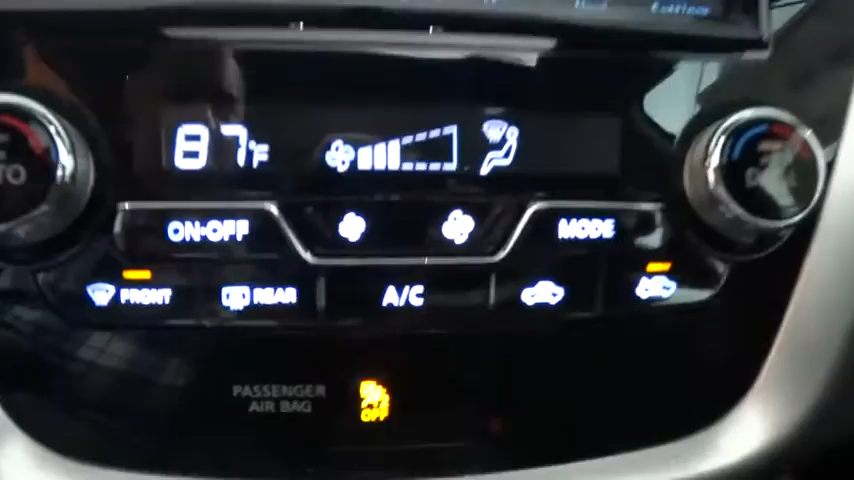 87°F
ON·OFF
MODE
FRONT
REAR
A/C
PASSENGER
AIR BAG
OFF